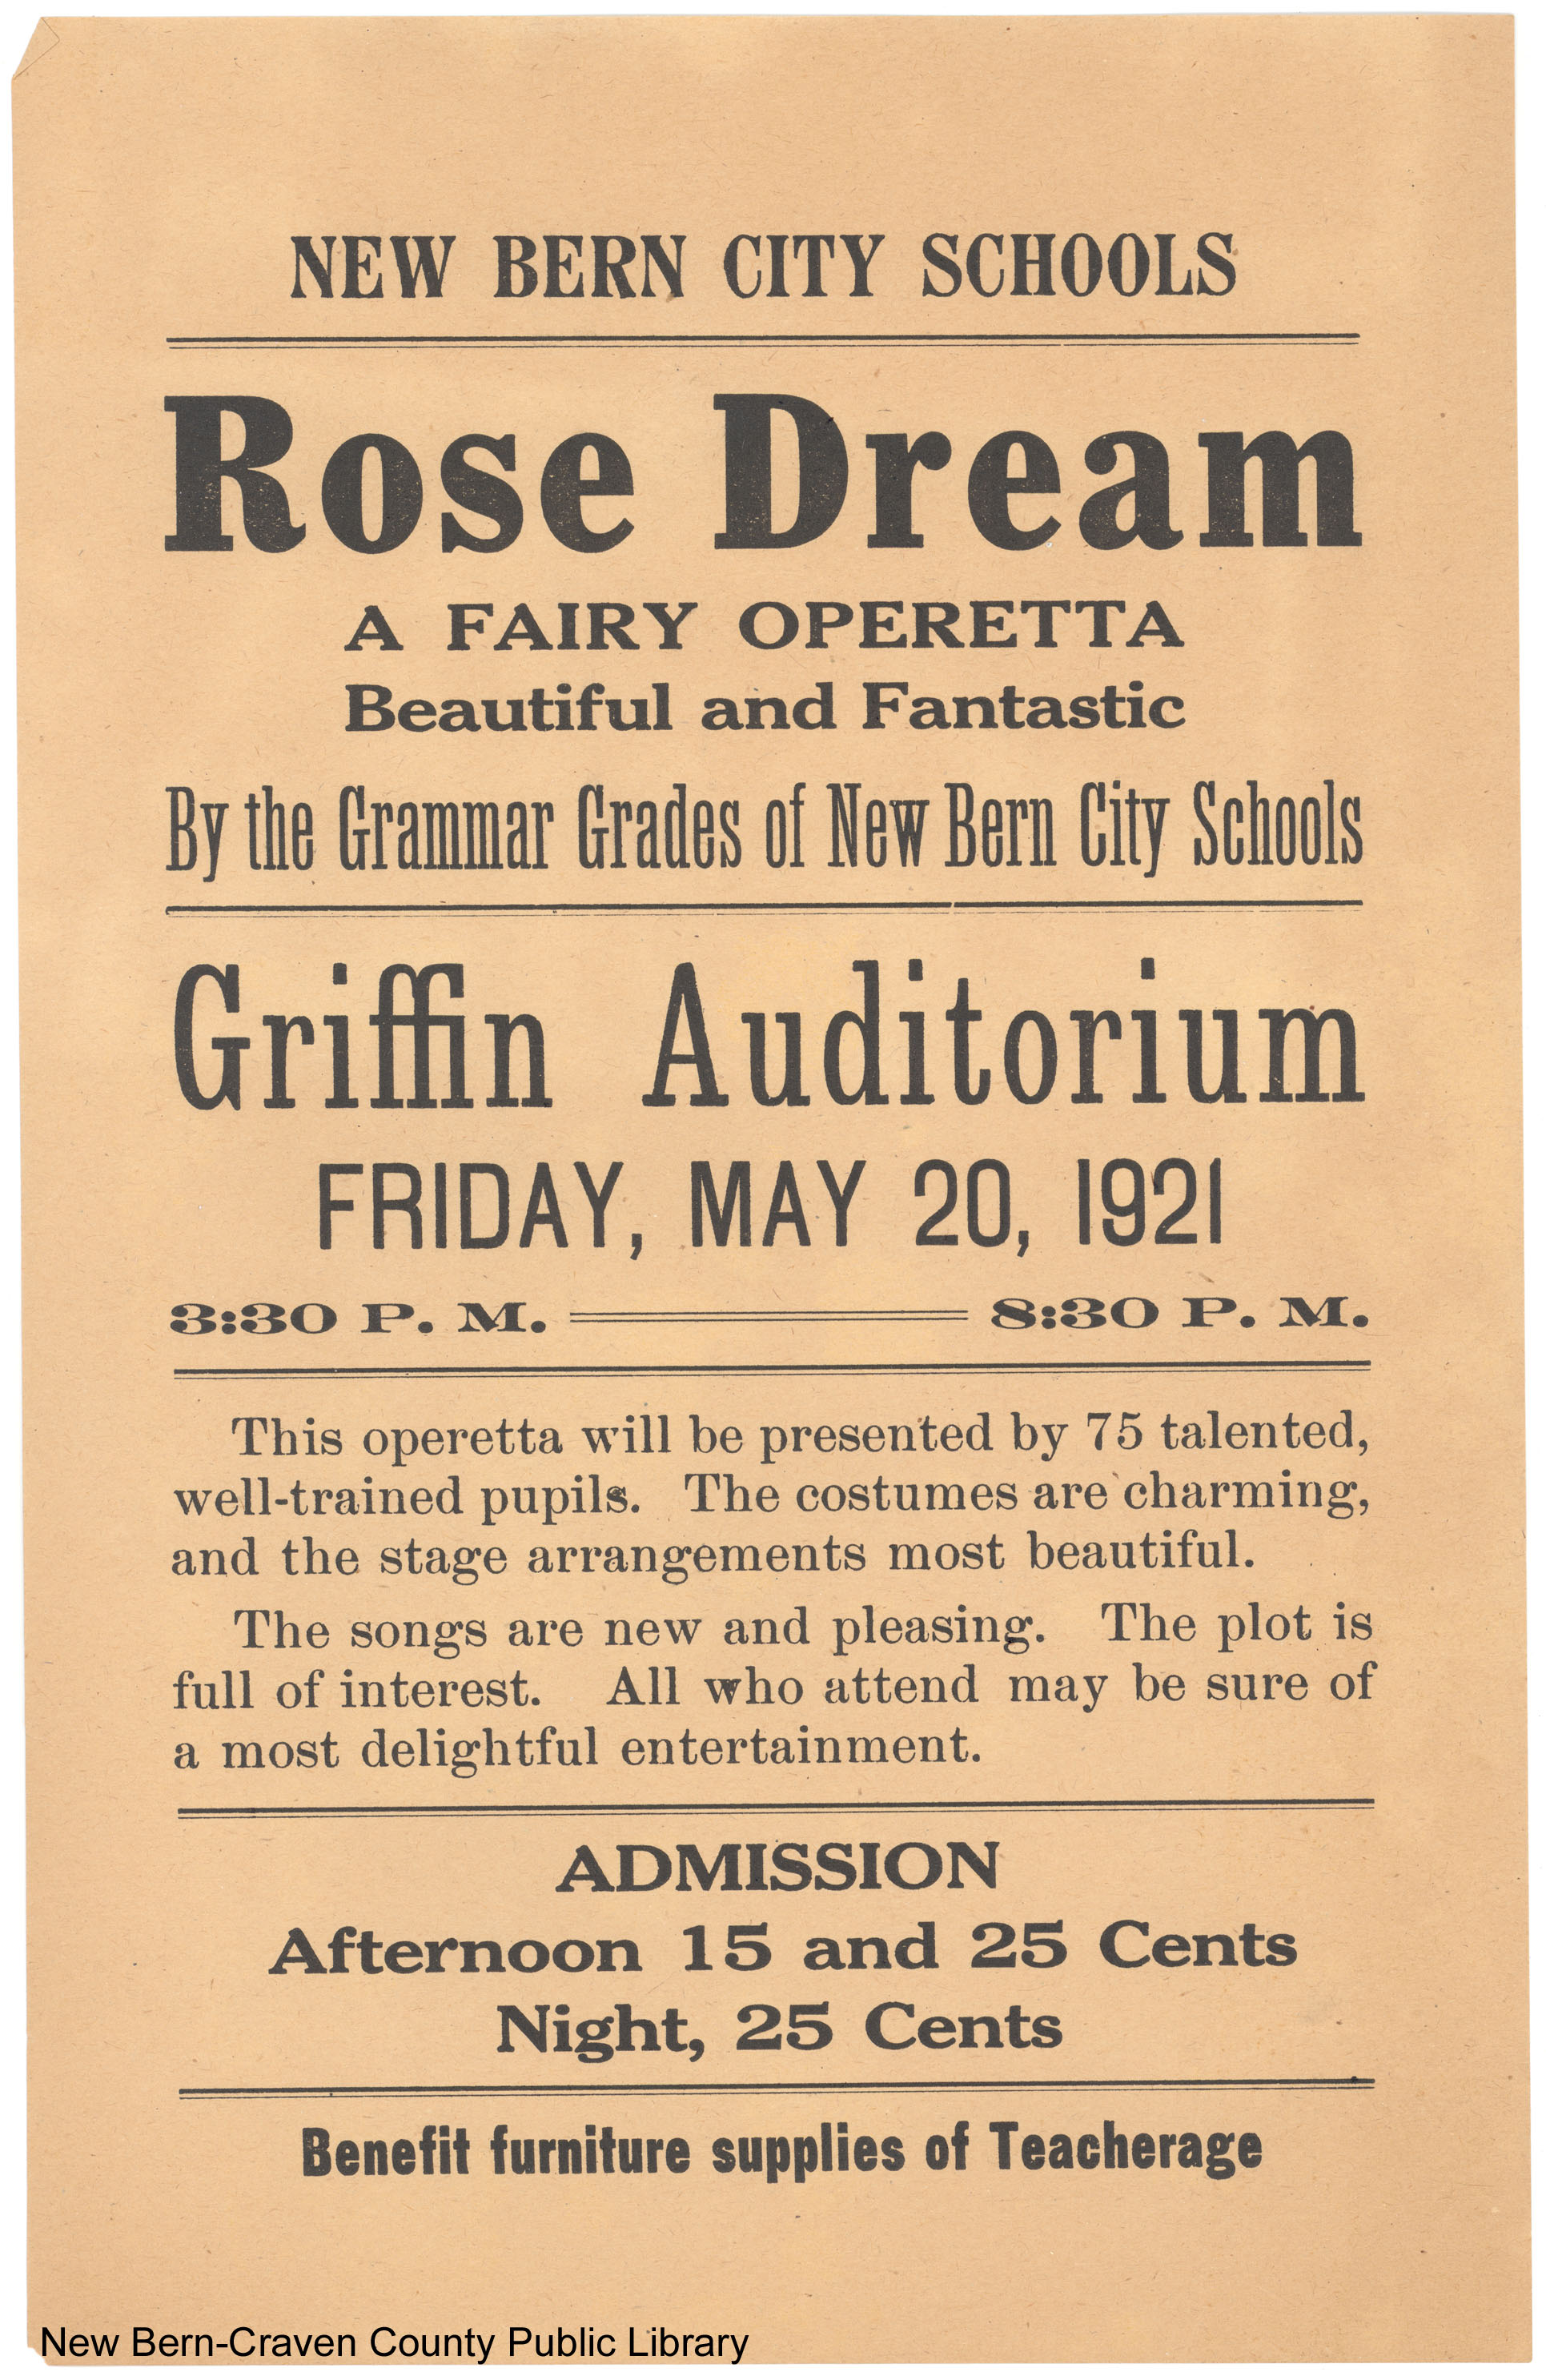 NEW BERN CITY SCHOOLS
Rose Dream
A FAIRY OPERETTA
Beautiful and Fantastic
By the Grammar Grades of New Bern City Schools
Griffin Auditorium
FRIDAY, MAY 20, 1921
3:30 P. M. 8:30 P. M.
This operetta will be presented by 75 talented,
well-trained pupils. The costumes are charming,
and the stage arrangements most beautiful.
The songs are new and pleasing. The plot is
full of interest. All who attend may be sure of
a most delightful entertainment.
ADMISSION
Afternoon 15 and 25 Cents
Night, 25 Cents
Benefit furniture supplies of Teacherage
New Bern-Craven County Public Library